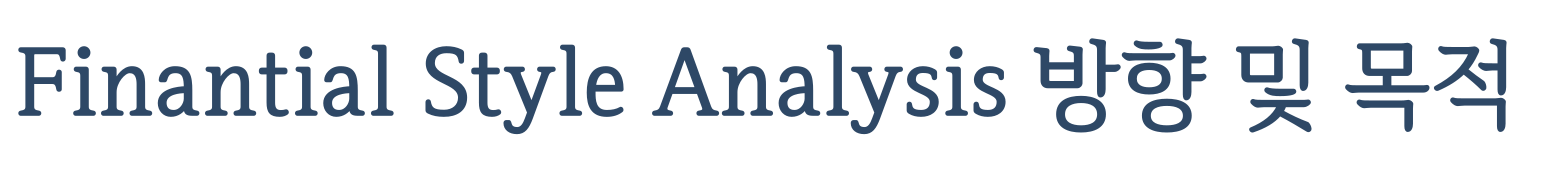 Finantial Style Analysis 방향 및 목적